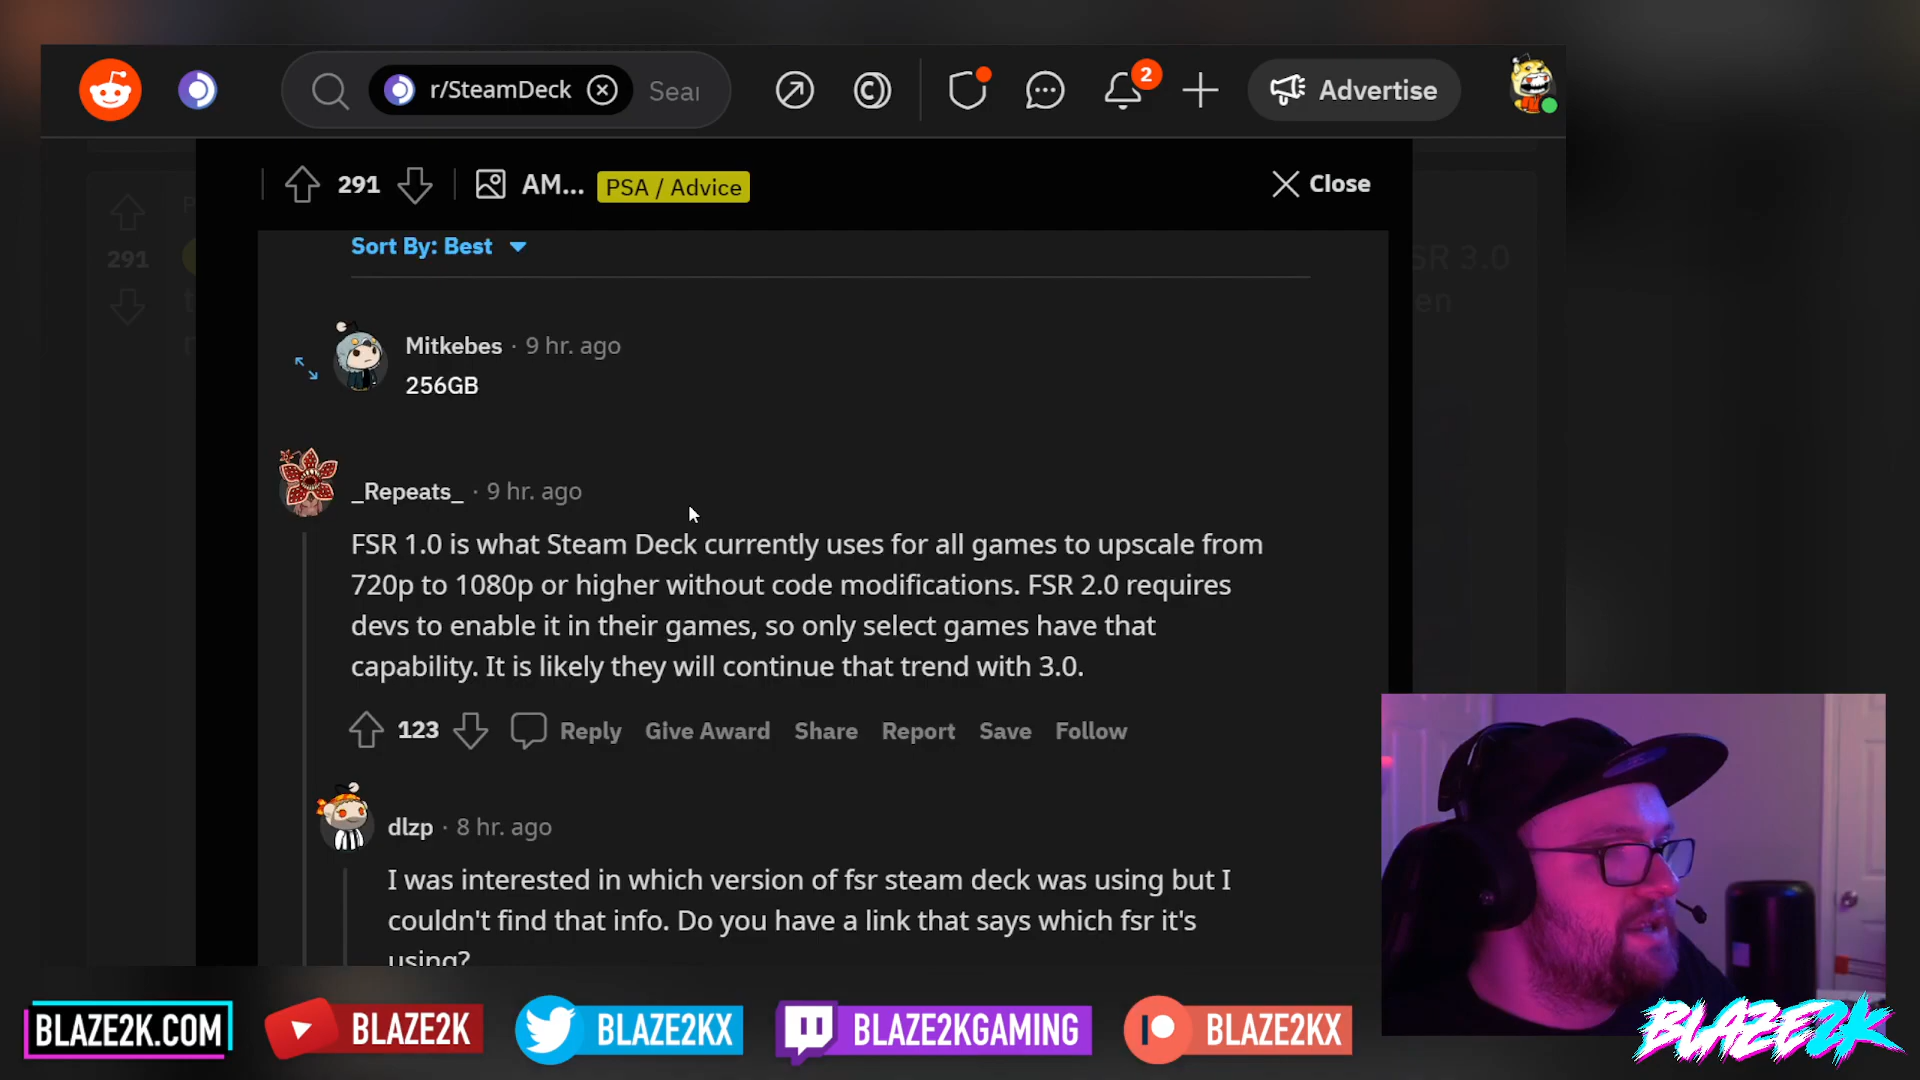 r/SteamDeck
Sear
2
Advertise
291
AM...
PSA / Advice
Close
291
SR 3.0
en
Sort By: Best
Mitkebes · 9 hr. ago
256GB
_Repeats_ · 9 hr. ago
FSR 1.0 is what Steam Deck currently uses for all games to upscale from
720p to 1080p or higher without code modifications. FSR 2.0 requires
devs to enable it in their games, so only select games have that
capability. It is likely they will continue that trend with 3.0.
123
Reply Give Award Share Report Save Follow
dlzp · 8 hr. ago
I was interested in which version of fsr steam deck was using but I
couldn't find that info. Do you have a link that says which fsr it's
using?
BLAZE2K.COM
BLAZE2K
BLAZE2KX
BLAZE2KGAMING
BLAZE2KX
BLAZE2K